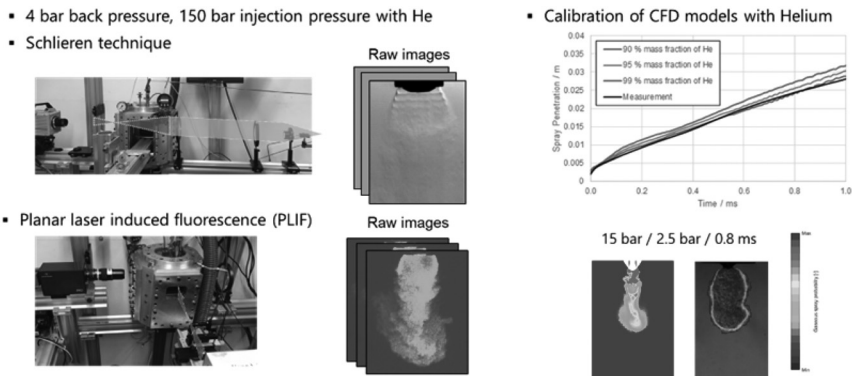 ▪ 4 bar back pressure, 150 bar injection pressure with He
▪ Schlieren technique
Raw images
▪ Planar laser induced fluorescence (PLIF)
Raw images
▪ Calibration of CFD models with Helium
Spray Penetration / m
0.04
0.035
0.03
0.025
0.02
0.015
0.01
0.005
0
90 % mass fraction of He
95 % mass fraction of He
99 % mass fraction of He
Measurement
0.0 0.2 0.4 0.6 0.8 1.0
Time / ms
15 bar / 2.5 bar / 0.8 ms
Max
Min